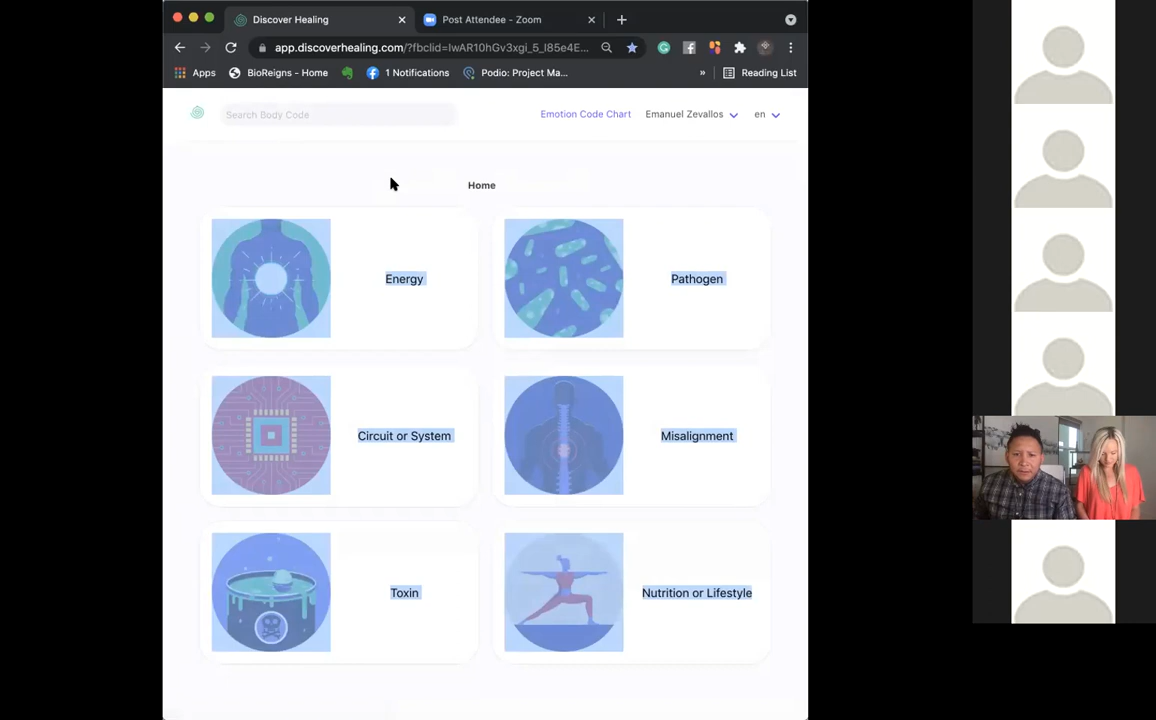 Discover Healing
Post Attendee - Zoom
app.discoverhealing.com/?fbclid=IwAR10hGv3xgi_5_I85e4E...
Apps
BioReigns - Home
1 Notifications
Podio: Project Ma...
»
Reading List
Search Body Code
Emotion Code Chart
Emanuel Zevallos
en
Home
Energy
Pathogen
Circuit or System
Misalignment
Toxin
Nutrition or Lifestyle